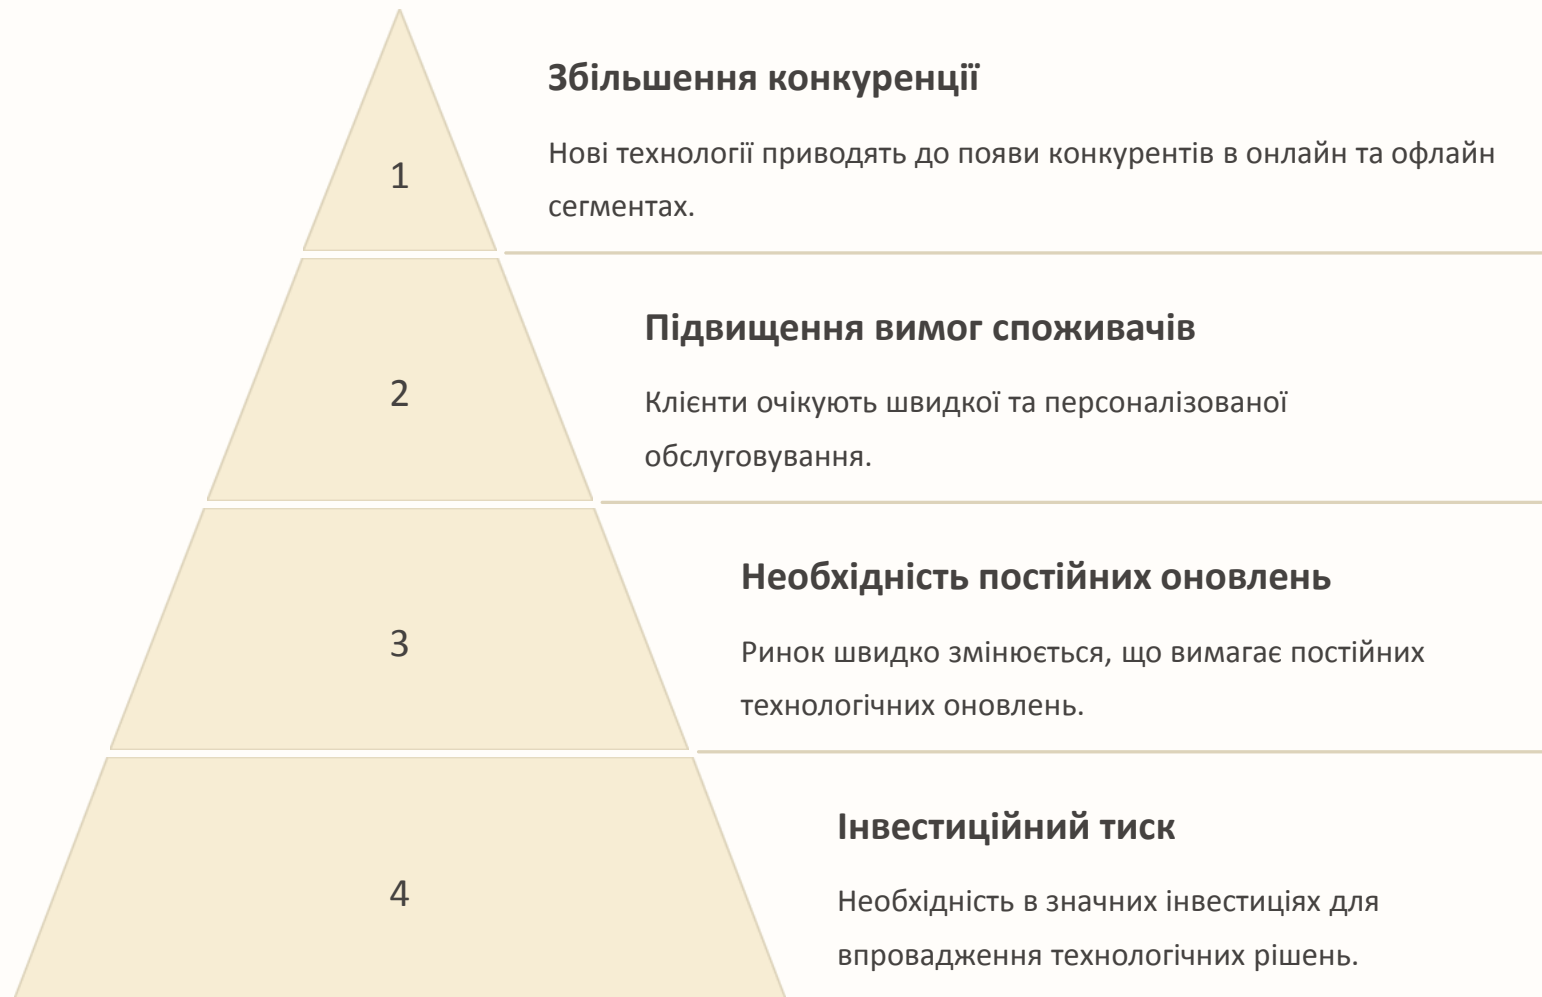 1
Збільшення конкуренції
Нові технології приводять до появи конкурентів в онлайн та офлайн
сегментах.
2
Підвищення вимог споживачів
Клієнти очікують швидкої та персоналізованої
обслуговування.
3
Необхідність постійних оновлень
Ринок швидко змінюється, що вимагає постійних
технологічних оновлень.
4
Інвестиційний тиск
Необхідність в значних інвестиціях для
впровадження технологічних рішень.